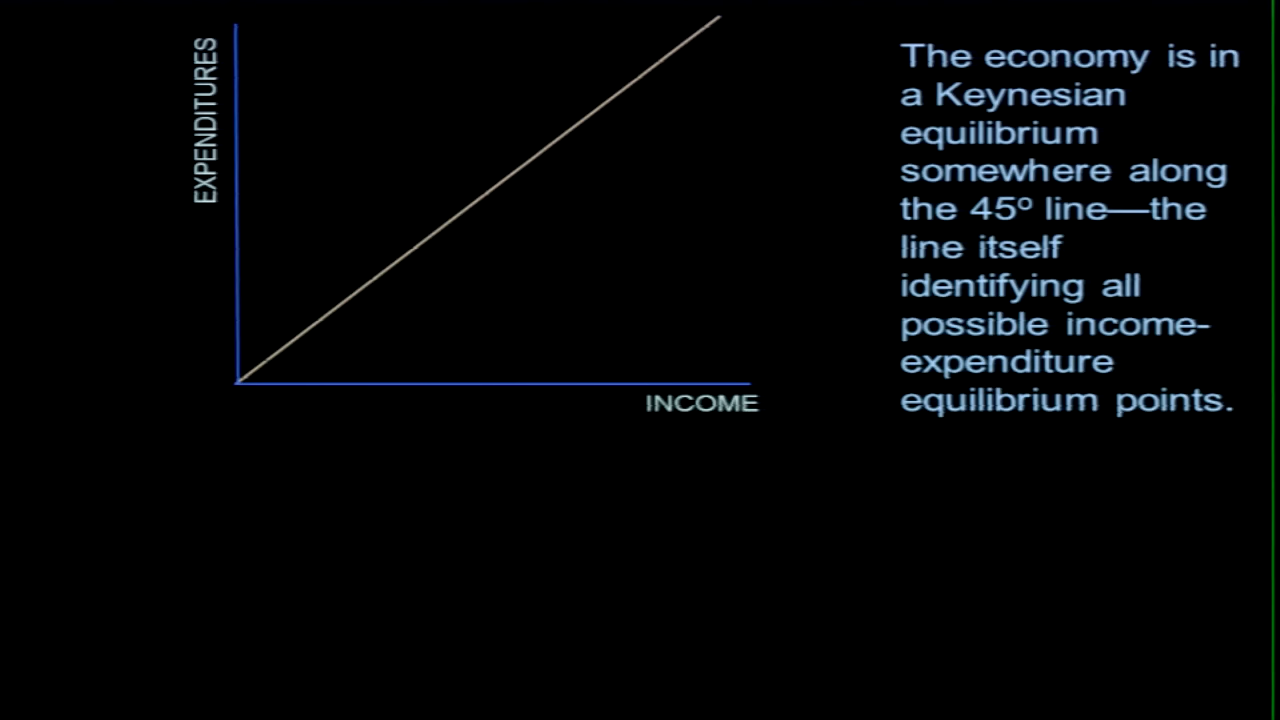 EXPENDITURES
INCOME
The economy is in
a Keynesian
equilibrium
somewhere along
the 45º line—the
line itself
identifying all
possible income-
expenditure
equilibrium points.